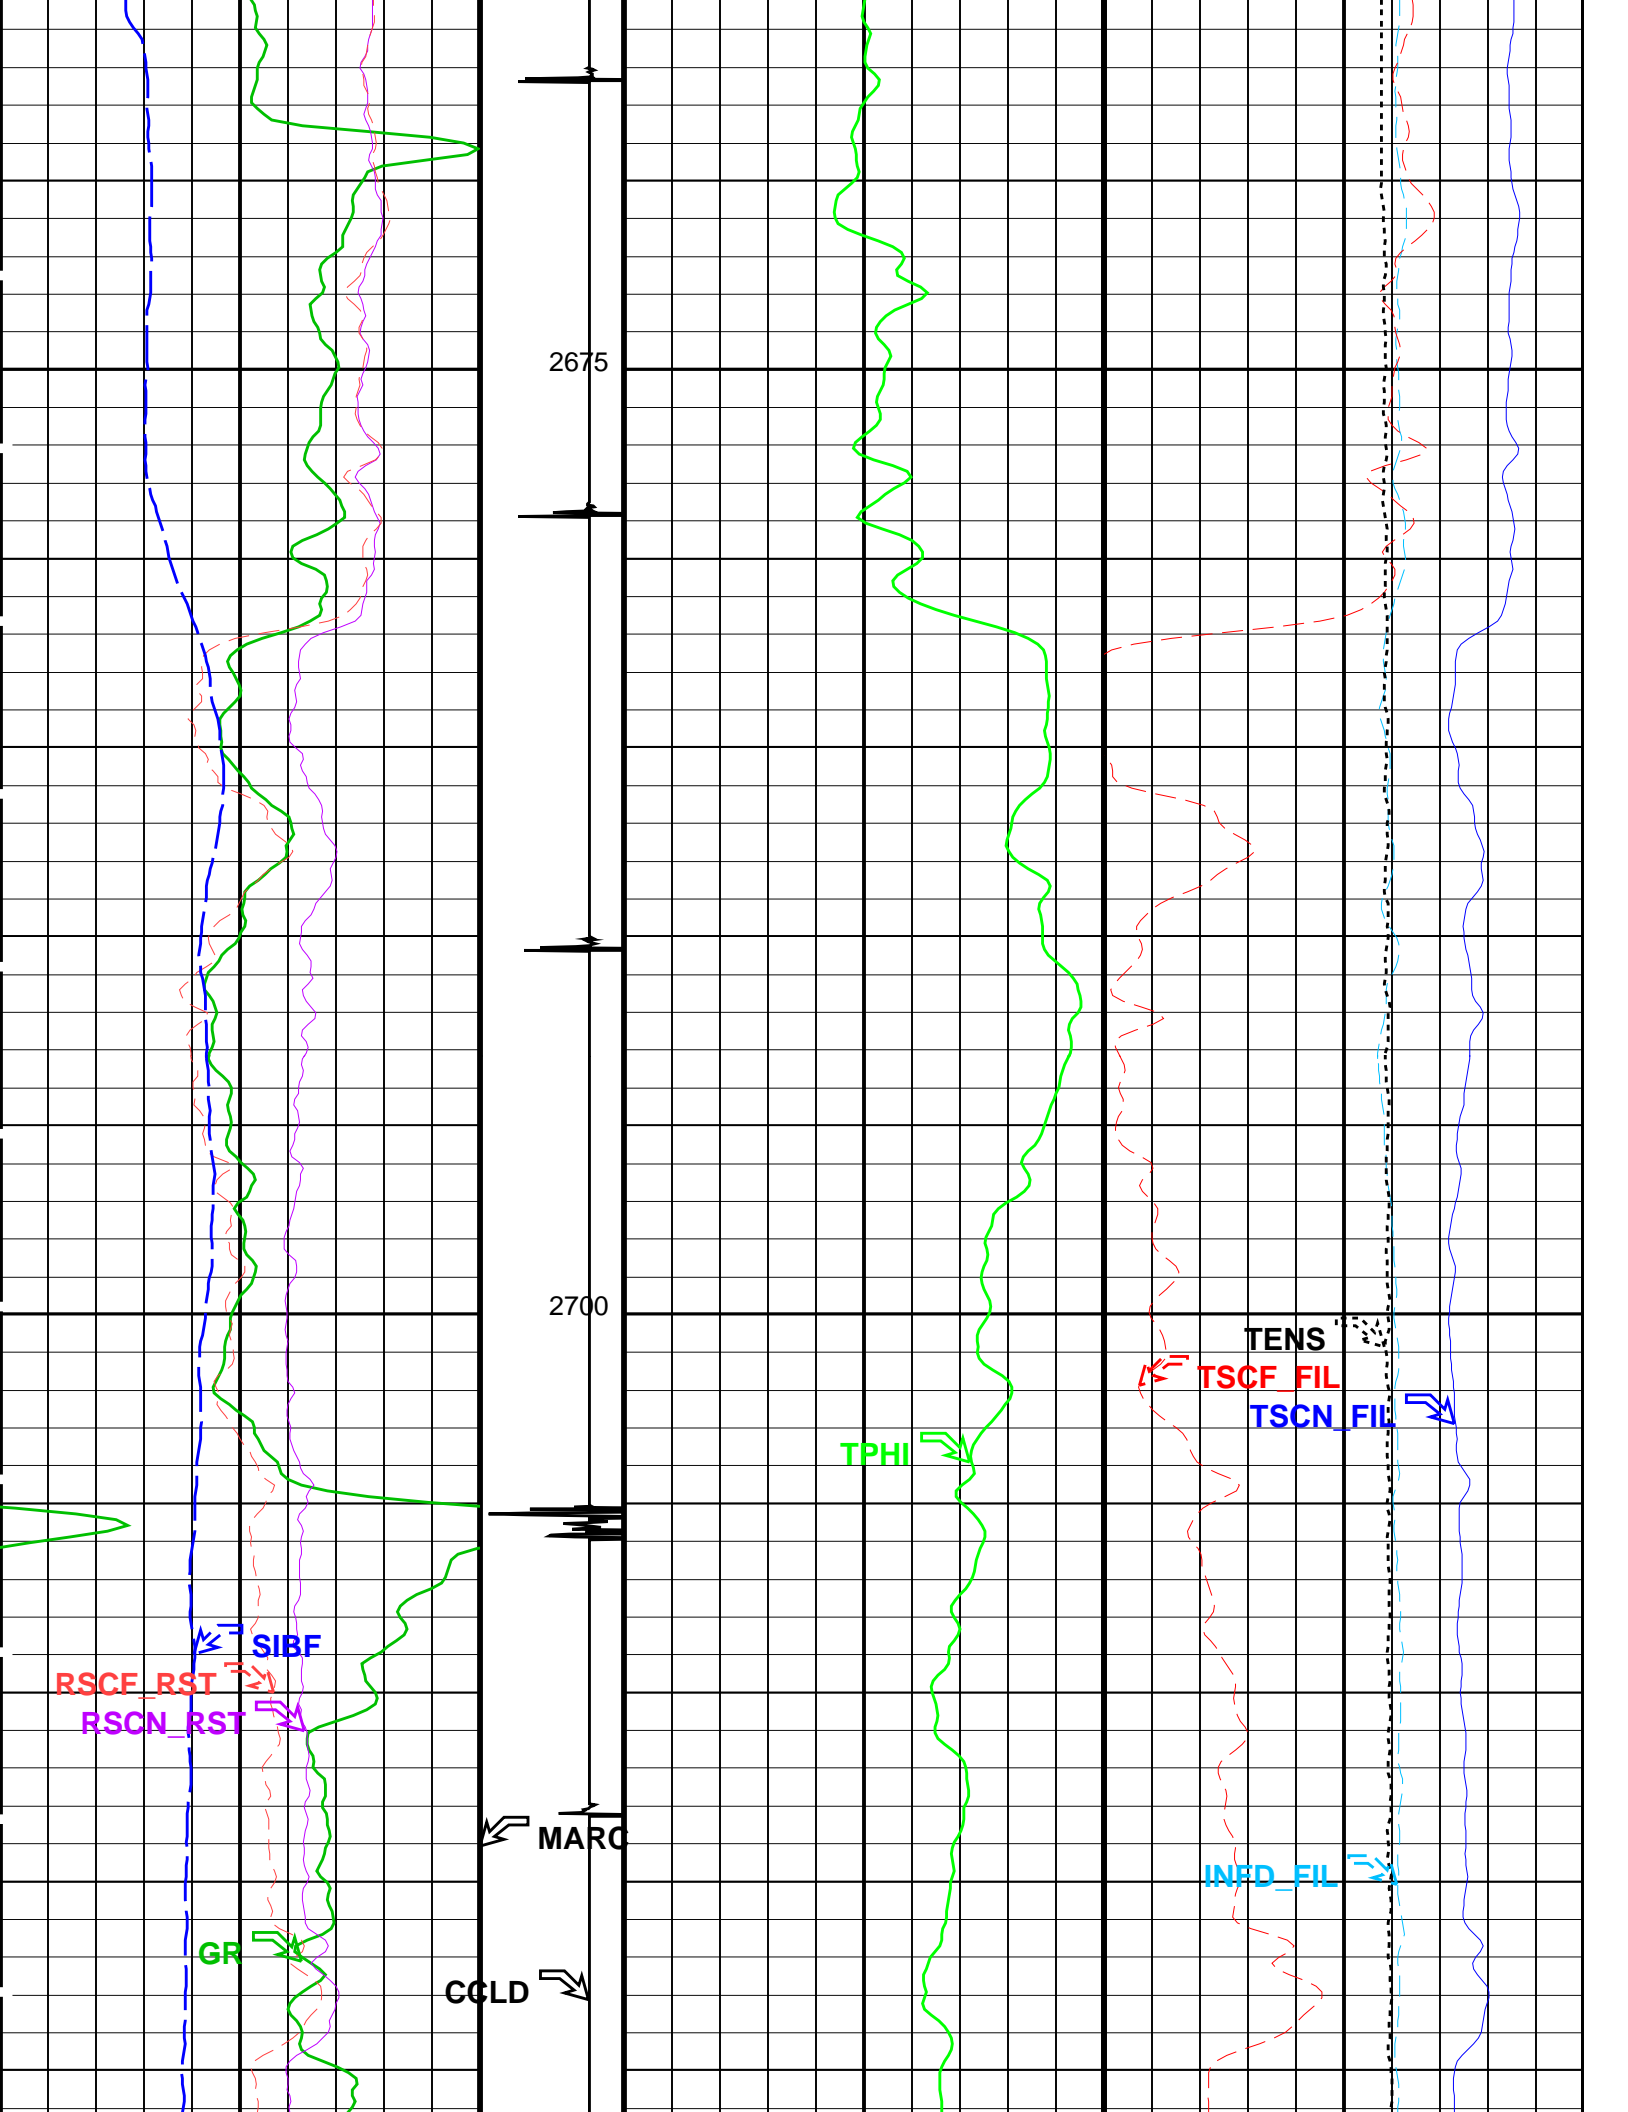 2675
2700
TENS
TSCF_FIL
TSCN_FIL
TPHI
SIBF
RSCF_RST
RSCN_RST
MARC
INFD_FIL
GR
CCLD